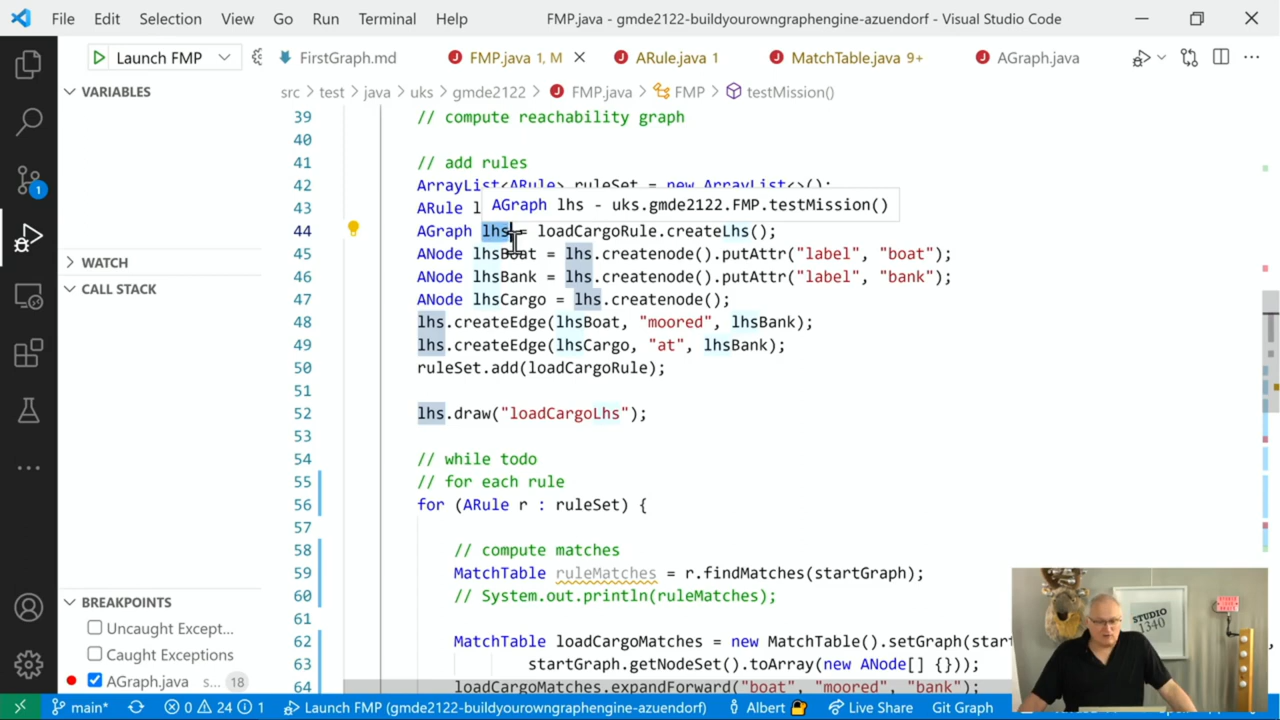 File Edit Selection View Go Run Terminal Help FMP.java - gmde2122-buildyourowngraphengine-azuendorf - Visual Studio Code
Launch FMP FirstGraph.md FMP.java 1, M ARule.java 1 MatchTable.java 9+ AGraph.java
VARIABLES
src > test > java > uks > gmde2122 > FMP.java > FMP > testMission()
39 // compute reachability graph
40
41 // add rules
42 ArrayList<ARule> ruleSet = new ArrayList<>();
AGraph lhs - uks.gmde2122.FMP.testMission()
43 ARule l
44 AGraph lhs = loadCargoRule.createLhs();
45 ANode lhsBoat = lhs.createnode().putAttr("label", "boat");
WATCH
46 ANode lhsBank = lhs.createnode().putAttr("label", "bank");
CALL STACK
47 ANode lhsCargo = lhs.createnode();
48 lhs.createEdge(lhsBoat, "moored", lhsBank);
49 lhs.createEdge(lhsCargo, "at", lhsBank);
50 ruleSet.add(loadCargoRule);
51
52 lhs.draw("loadCargoLhs");
53
54 // while todo
55 // for each rule
56 for (ARule r : ruleSet) {
57
58 // compute matches
59 MatchTable ruleMatches = r.findMatches(startGraph);
60 // System.out.println(ruleMatches);
61
62 MatchTable loadCargoMatches = new MatchTable().setGraph(star
63 startGraph.getNodeSet().toArray(new ANode[] {}));
64 loadCargoMatches.expandForward("boat", "moored", "bank");
BREAKPOINTS
Uncaught Except...
Caught Exceptions
AGraph.java s... 18
1
STUDIO
1340
main* 0 24 1 Launch FMP (gmde2122-buildyourowngraphengine-azuendorf) Albert Live Share Git Graph